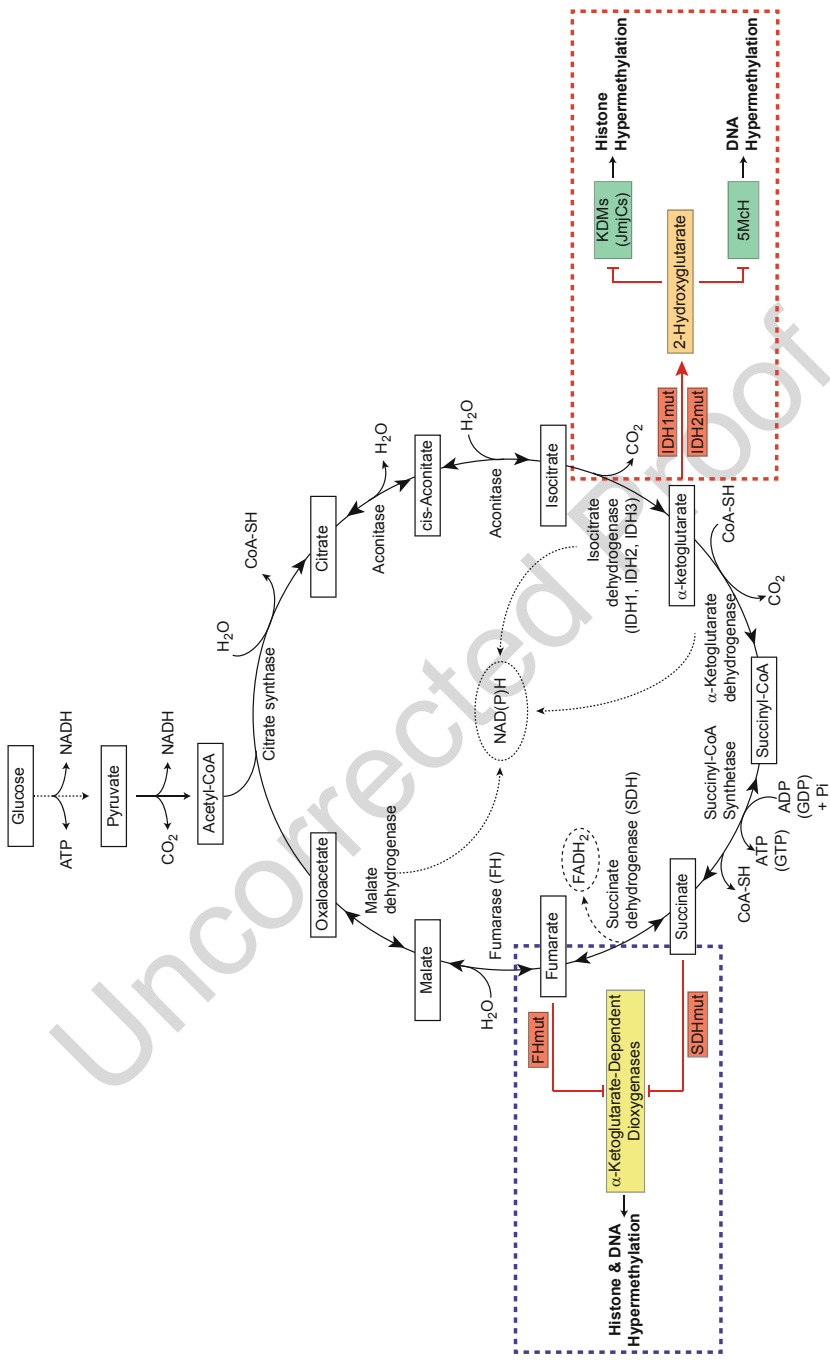 Glucose
ATP
NADH
Pyruvate
CO2
NADH
Acetyl-CoA
H2O
CoA-SH
Citrate synthase
Oxaloacetate
Citrate
Malate
dehydrogenase
Aconitase
H2O
Malate
cis-Aconitate
NAD(P)H
H2O
Fumarase (FH)
Aconitase
H2O
Fumarate
Isocitrate
FADH2
Isocitrate
dehydrogenase
(IDH1, IDH2, IDH3)
CO2
Succinate
dehydrogenase (SDH)
Succinate
α-ketoglutarate
Succinyl-CoA
Synthetase
α-Ketoglutarate
dehydrogenase
CoA-SH
CoA-SH
ATP
(GTP)
ADP
(GDP)
+ Pi
Succinyl-CoA
CO2
FHmut
SDHmut
α-Ketoglutarate-Dependent
Dioxygenases
Histone & DNA
Hypermethylation
IDH1mut
IDH2mut
2-Hydroxyglutarate
KDMs
(JmjCs)
Histone
Hypermethylation
5McH
DNA
Hypermethylation
Uncorrected Proof